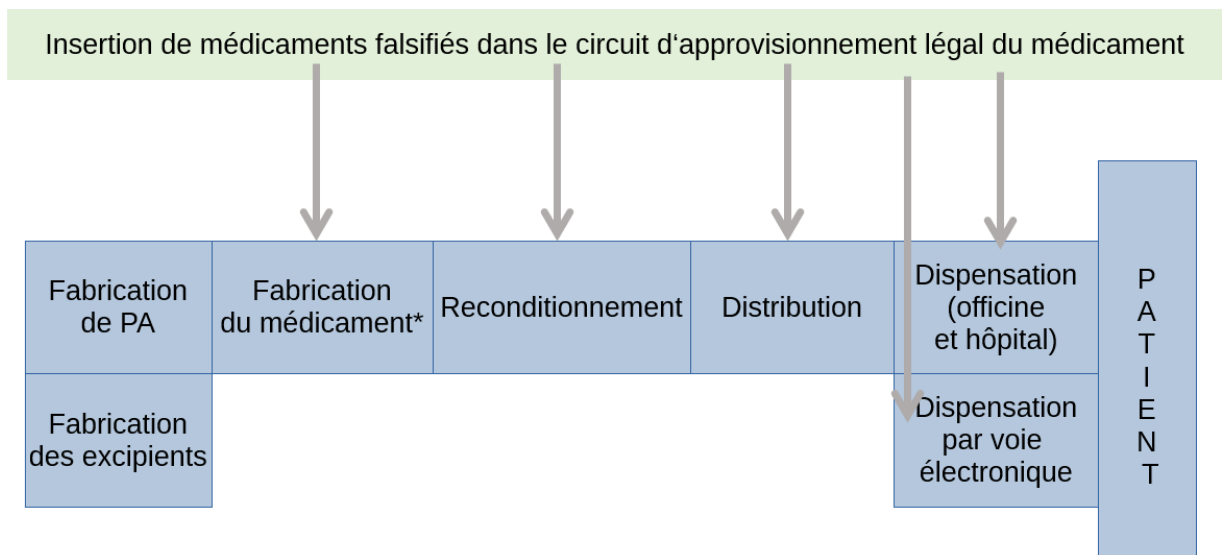 Insertion de médicaments falsifiés dans le circuit d‘approvisionnement légal du médicament
Fabrication
de PA
Fabrication
du médicament*
Reconditionnement
Distribution
Dispensation
(officine
et hôpital)
Fabrication
des excipients
Dispensation
par voie
électronique
P
A
T
I
E
N
T